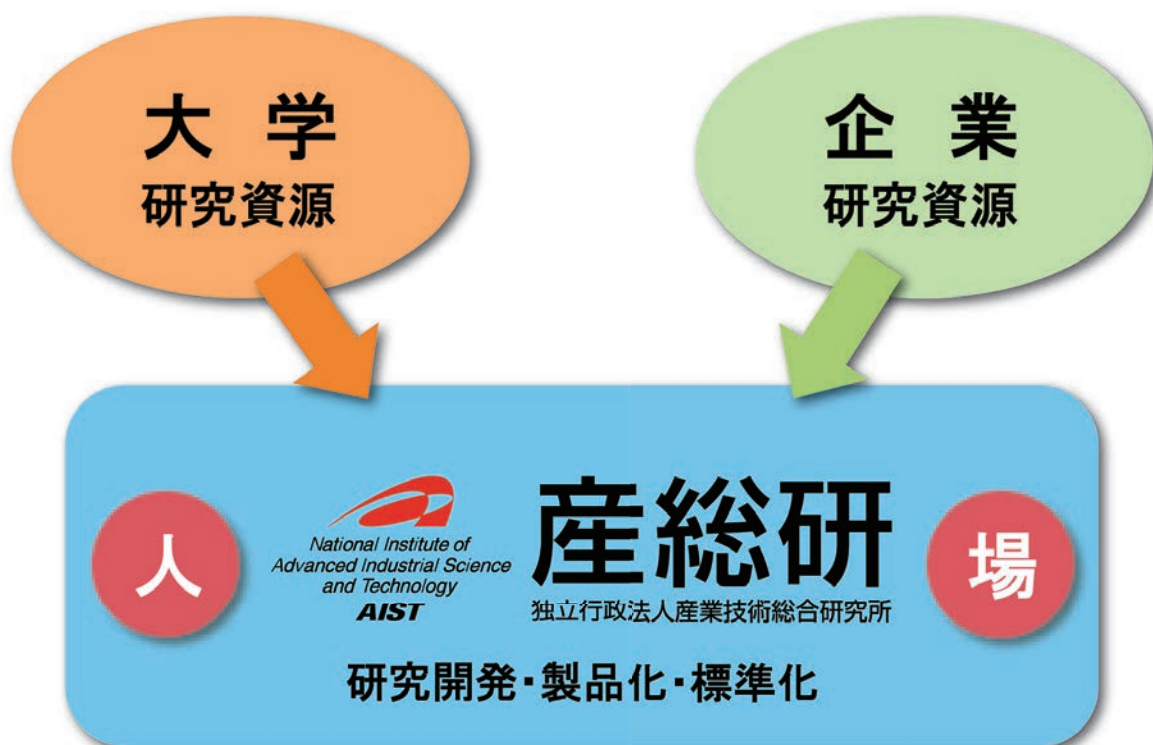 大学
研究資源
企業
研究資源
人
National Institute of
Advanced Industrial Science
and Technology
AIST
産総研
独立行政法人産業技術総合研究所
場
研究開発・製品化・標準化